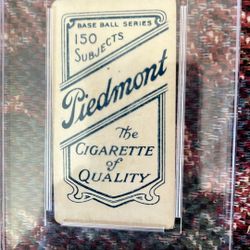 BASE BALL SERIES
150
SUBJECTS
Piedmont
The
CIGARETTE
of
QUALITY